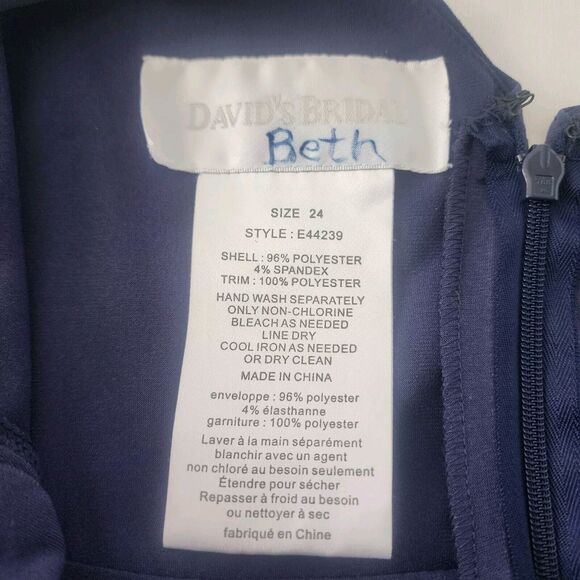 DAVID'S BRIDAL
Beth
SIZE 24
STYLE : E44239
SHELL : 96% POLYESTER
4% SPANDEX
TRIM : 100% POLYESTER
HAND WASH SEPARATELY
ONLY NON-CHLORINE
BLEACH AS NEEDED
LINE DRY
COOL IRON AS NEEDED
OR DRY CLEAN
MADE IN CHINA
enveloppe : 96% polyester
4% élasthanne
garniture : 100% polyester
Laver à la main séparément
blanchir avec un agent
non chloré au besoin seulement
Étendre pour sécher
Repasser à froid au besoin
ou nettoyer à sec
fabriqué en Chine